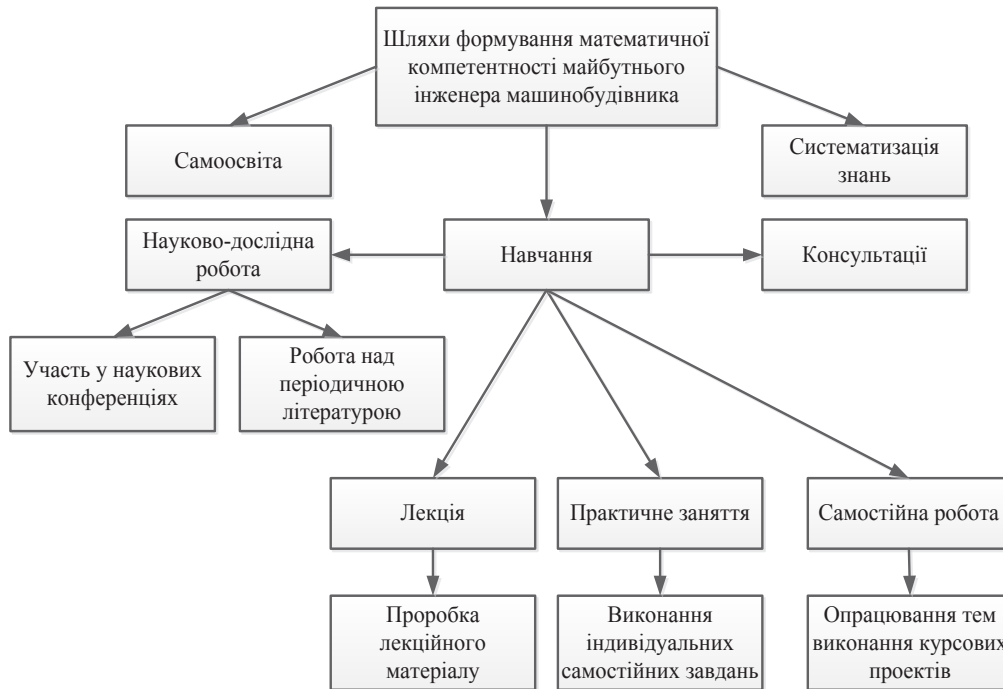 Шляхи формування математичної
компетентності майбутнього
інженера машинобудівника
Самоосвіта
Систематизація
знань
Науково-дослідна
робота
Навчання
Консультації
Участь у наукових
конференціях
Робота над
періодичною
літературою
Лекція
Практичне заняття
Самостійна робота
Проробка
лекційного
матеріалу
Виконання
індивідуальних
самостійних завдань
Опрацювання тем
виконання курсових
проектів